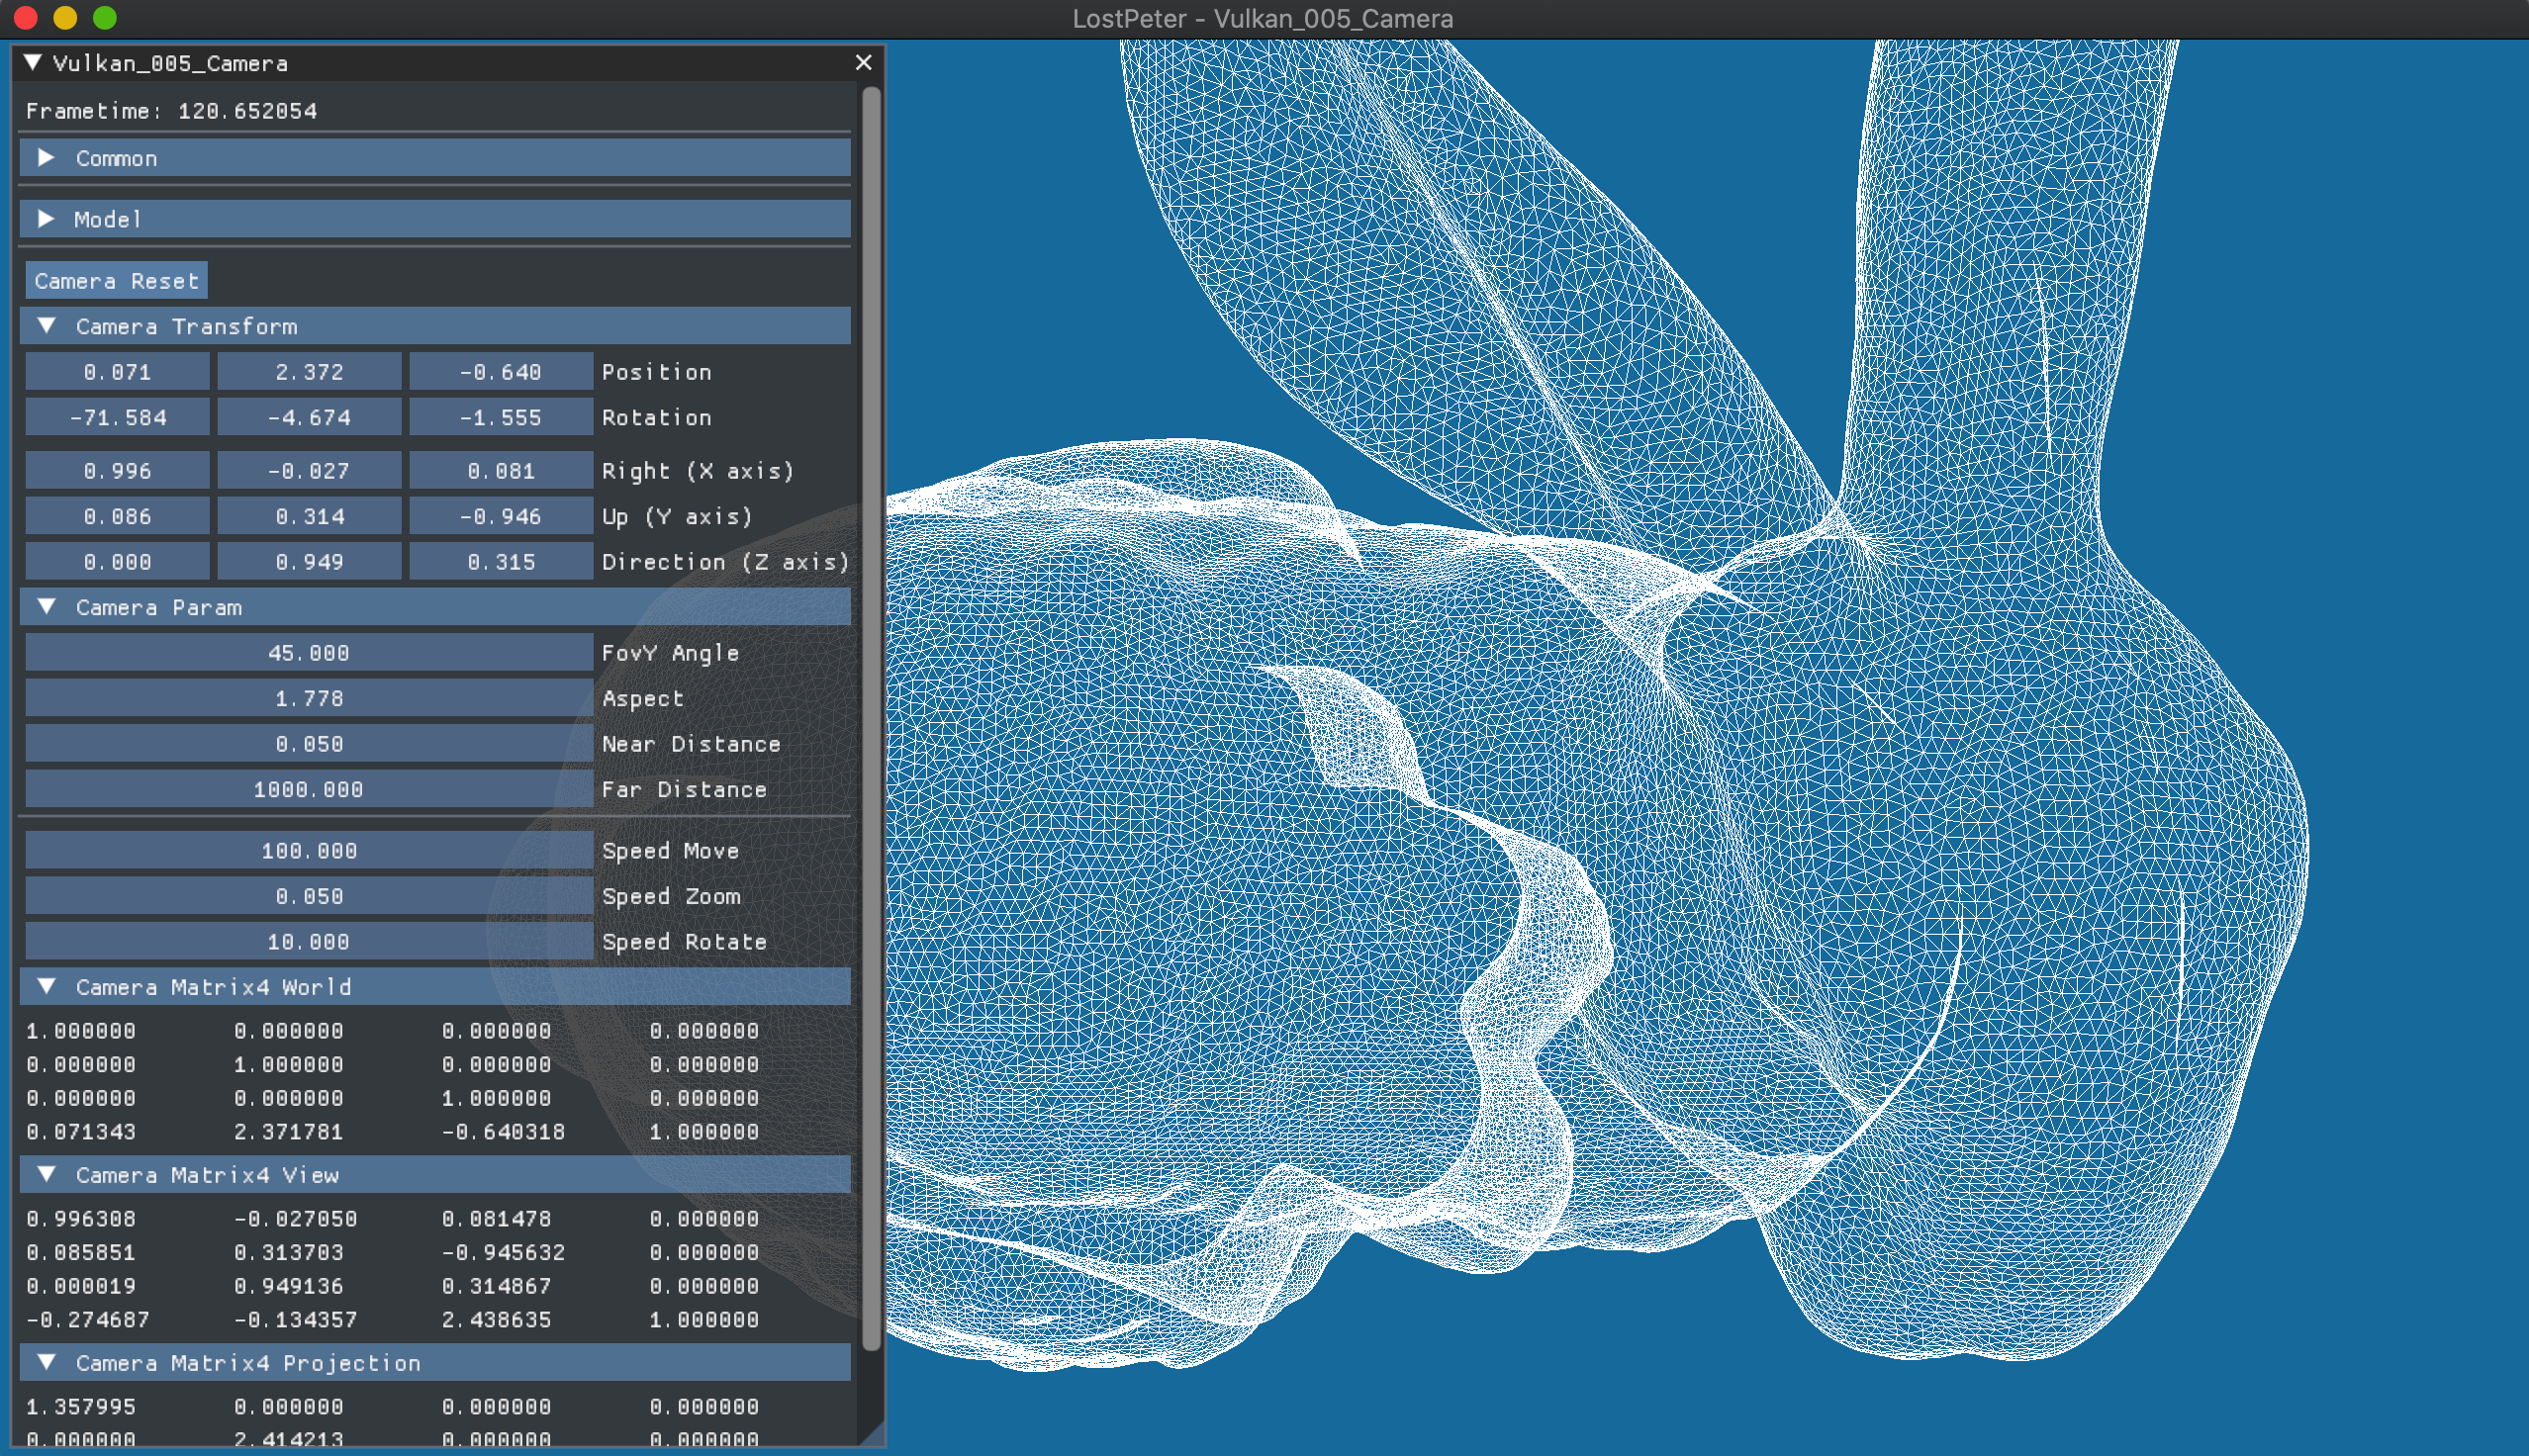 LostPeter - Vulkan_005_Camera
Vulkan_005_Camera
Frametime: 120.652054
Common
Model
Camera Reset
Camera Transform
0.071 2.372 -0.640 Position
-71.584 -4.674 -1.555 Rotation
0.996 -0.027 0.081 Right (X axis)
0.086 0.314 -0.946 Up (Y axis)
0.000 0.949 0.315 Direction (Z axis)
Camera Param
45.000 FovY Angle
1.778 Aspect
0.050 Near Distance
1000.000 Far Distance
100.000 Speed Move
0.050 Speed Zoom
10.000 Speed Rotate
Camera Matrix4 World
1.000000 0.000000 0.000000 0.000000
0.000000 1.000000 0.000000 0.000000
0.000000 0.000000 1.000000 0.000000
0.071343 2.371781 -0.640318 1.000000
Camera Matrix4 View
0.996308 -0.027050 0.081478 0.000000
0.085851 0.313703 -0.945632 0.000000
0.000019 0.949136 0.314867 0.000000
-0.274687 -0.134357 2.438635 1.000000
Camera Matrix4 Projection
1.357995 0.000000 0.000000 0.000000
0.000000 2.414213 0.000000 0.000000